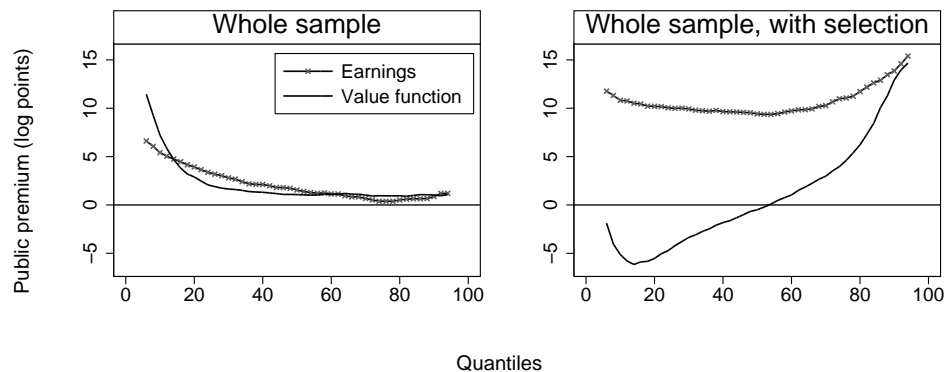 Whole sample
Whole sample, with selection
Public premium (log points)
15
10
5
0
−5
Earnings
Value function
0 20 40 60 80 100
15
10
5
0
−5
0 20 40 60 80 100
Quantiles